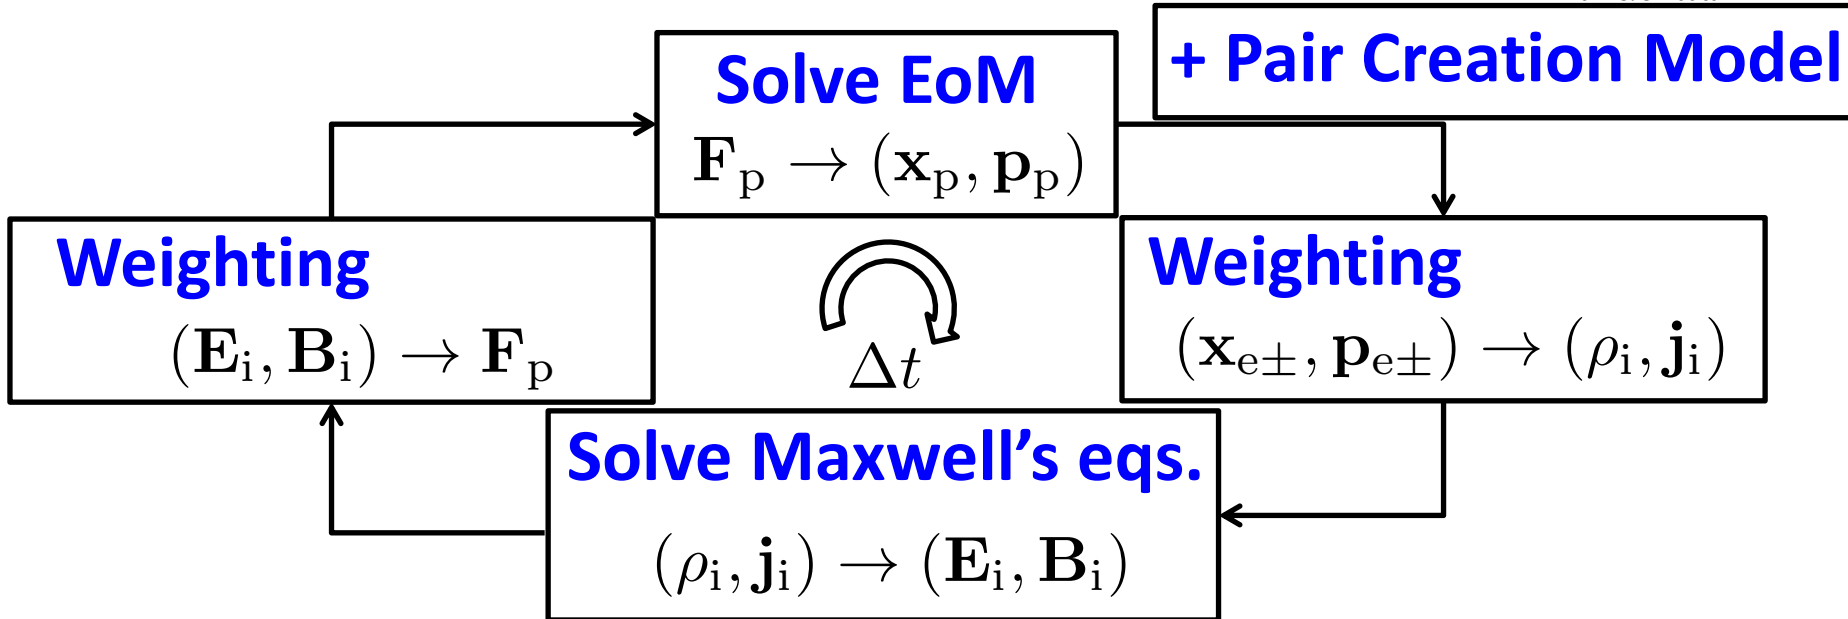 + Pair Creation Model
Solve EoM
F_p → (x_p, p_p)
Weighting
(E_i, B_i) → F_p
Δt
Weighting
(x_e±, p_e±) → (ρ_i, j_i)
Solve Maxwell's eqs.
(ρ_i, j_i) → (E_i, B_i)